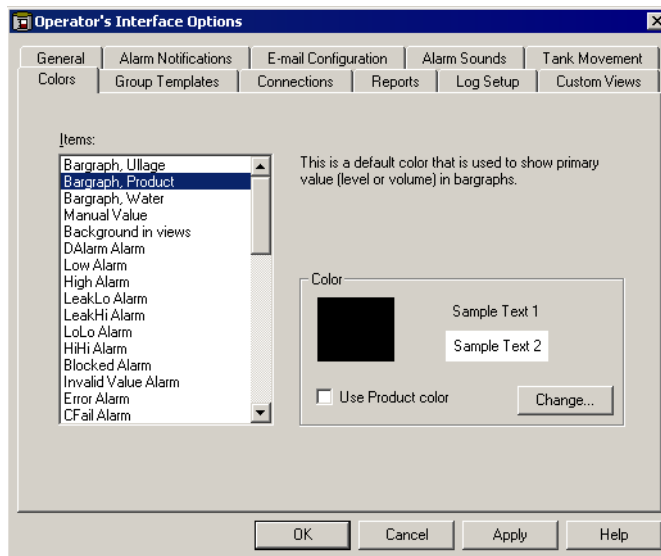 Operator's Interface Options
General Alarm Notifications E-mail Configuration Alarm Sounds Tank Movement
Colors Group Templates Connections Reports Log Setup Custom Views
Items:
Bargraph, Ullage
Bargraph, Product
Bargraph, Water
Manual Value
Background in views
DAlarm Alarm
Low Alarm
High Alarm
LeakLo Alarm
LeakHi Alarm
LoLo Alarm
HiHi Alarm
Blocked Alarm
Invalid Value Alarm
Error Alarm
CFail Alarm
This is a default color that is used to show primary
value (level or volume) in bargraphs.
Color
Sample Text 1
Sample Text 2
Use Product color
Change...
OK Cancel Apply Help